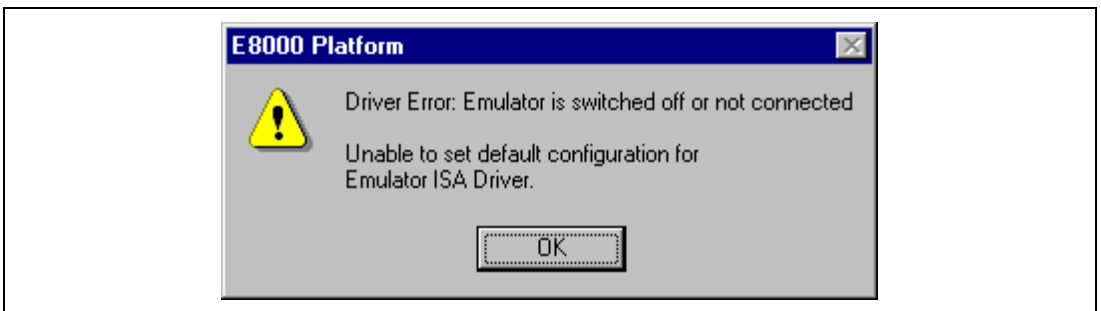 E8000 Platform
Driver Error: Emulator is switched off or not connected
Unable to set default configuration for
Emulator ISA Driver.
OK